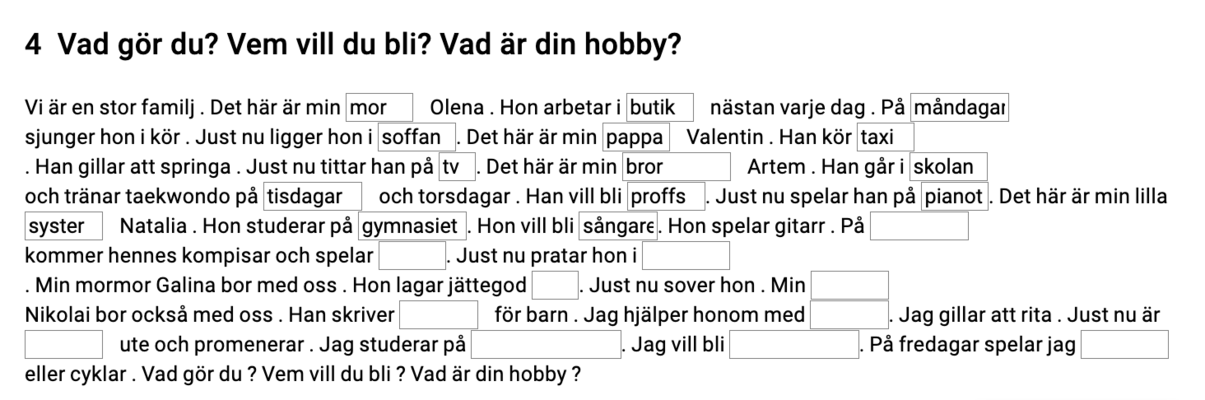 4 Vad gör du? Vem vill du bli? Vad är din hobby?
Vi är en stor familj . Det här är min mor Olena . Hon arbetar i butik nästan varje dag . På måndagar
sjunger hon i kör . Just nu ligger hon i soffan . Det här är min pappa Valentin . Han kör taxi
. Han gillar att springa . Just nu tittar han på tv . Det här är min bror Artem . Han går i skolan
och tränar taekwondo på tisdagar och torsdagar . Han vill bli proffs . Just nu spelar han på pianot . Det här är min lilla
syster Natalia . Hon studerar på gymnasiet . Hon vill bli sångare . Hon spelar gitarr . På
kommer hennes kompisar och spelar . Just nu pratar hon i
. Min mormor Galina bor med oss . Hon lagar jättegod . Just nu sover hon . Min
Nikolai bor också med oss . Han skriver för barn . Jag hjälper honom med . Jag gillar att rita . Just nu är
ute och promenerar . Jag studerar på . Jag vill bli . På fredagar spelar jag
eller cyklar . Vad gör du ? Vem vill du bli ? Vad är din hobby ?